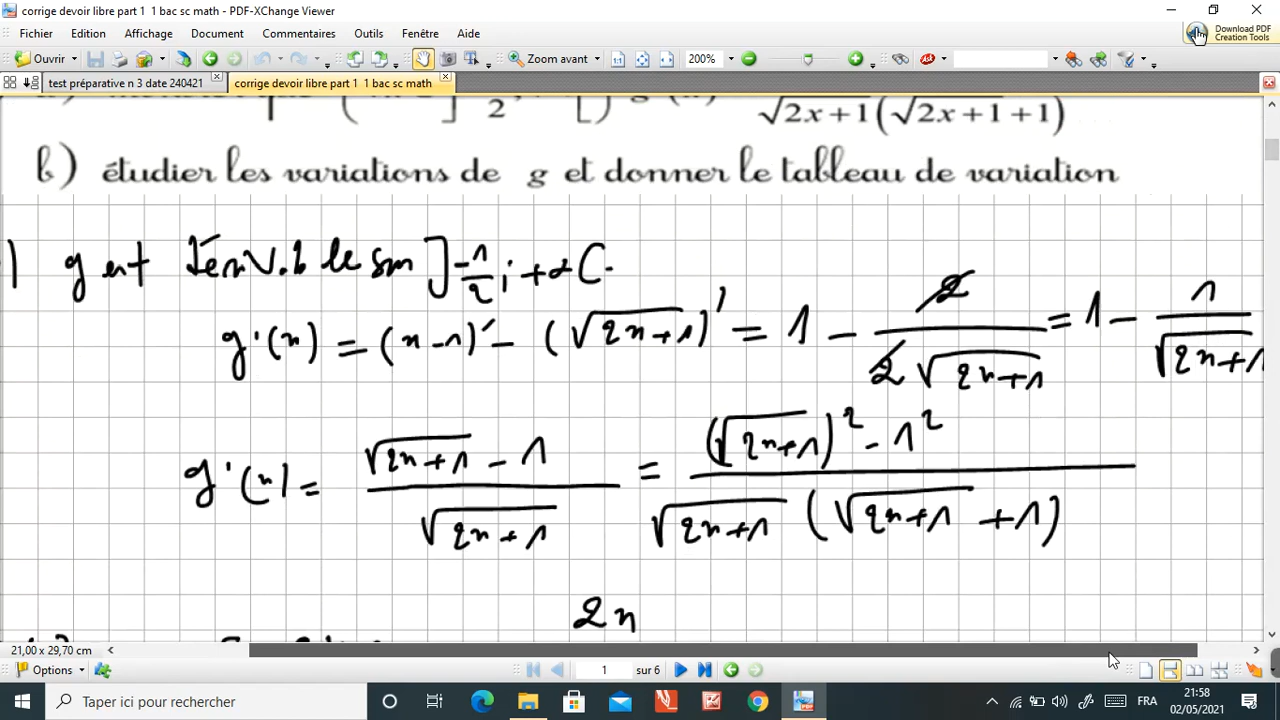 corrige devoir libre part 1 1 bac sc math - PDF-XChange Viewer
Fichier Edition Affichage Document Commentaires Outils Fenêtre Aide
Download PDF
Creation Tools
Ouvrir Zoom avant 200%
test préparative n 3 date 240421 corrige devoir libre part 1 1 bac sc math
2 √2x+1(√2x+1+1)
b) étudier les variations de g et donner le tableau de variation
) g est ]-1/2; +∞[.
g'(x) = (x-1)' - (√2x+1)' = 1 - 2/2√2x+1 = 1 - 1/√2x+1
g'(x) = √2x+1 - 1/√2x+1 = (√2x+1)² - 1²/√2x+1 (√2x+1 + 1)
2x
21,00 x 29,70 cm
Options 1 sur 6
Taper ici pour rechercher FRA 21:58
02/05/2021